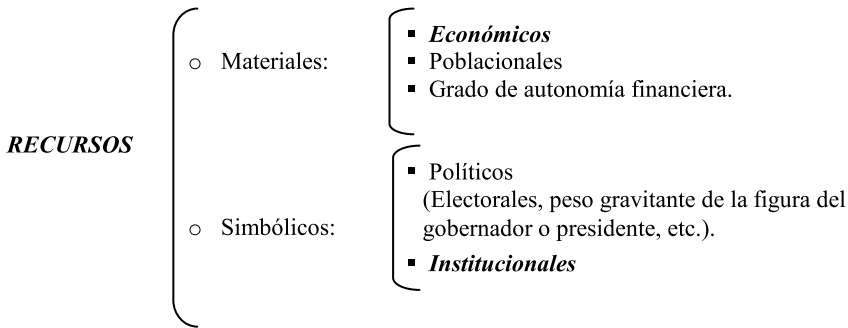 RECURSOS
○ Materiales:
▪ Económicos
▪ Poblacionales
▪ Grado de autonomía financiera.
○ Simbólicos:
▪ Políticos
(Electorales, peso gravitante de la figura del
gobernador o presidente, etc.).
▪ Institucionales